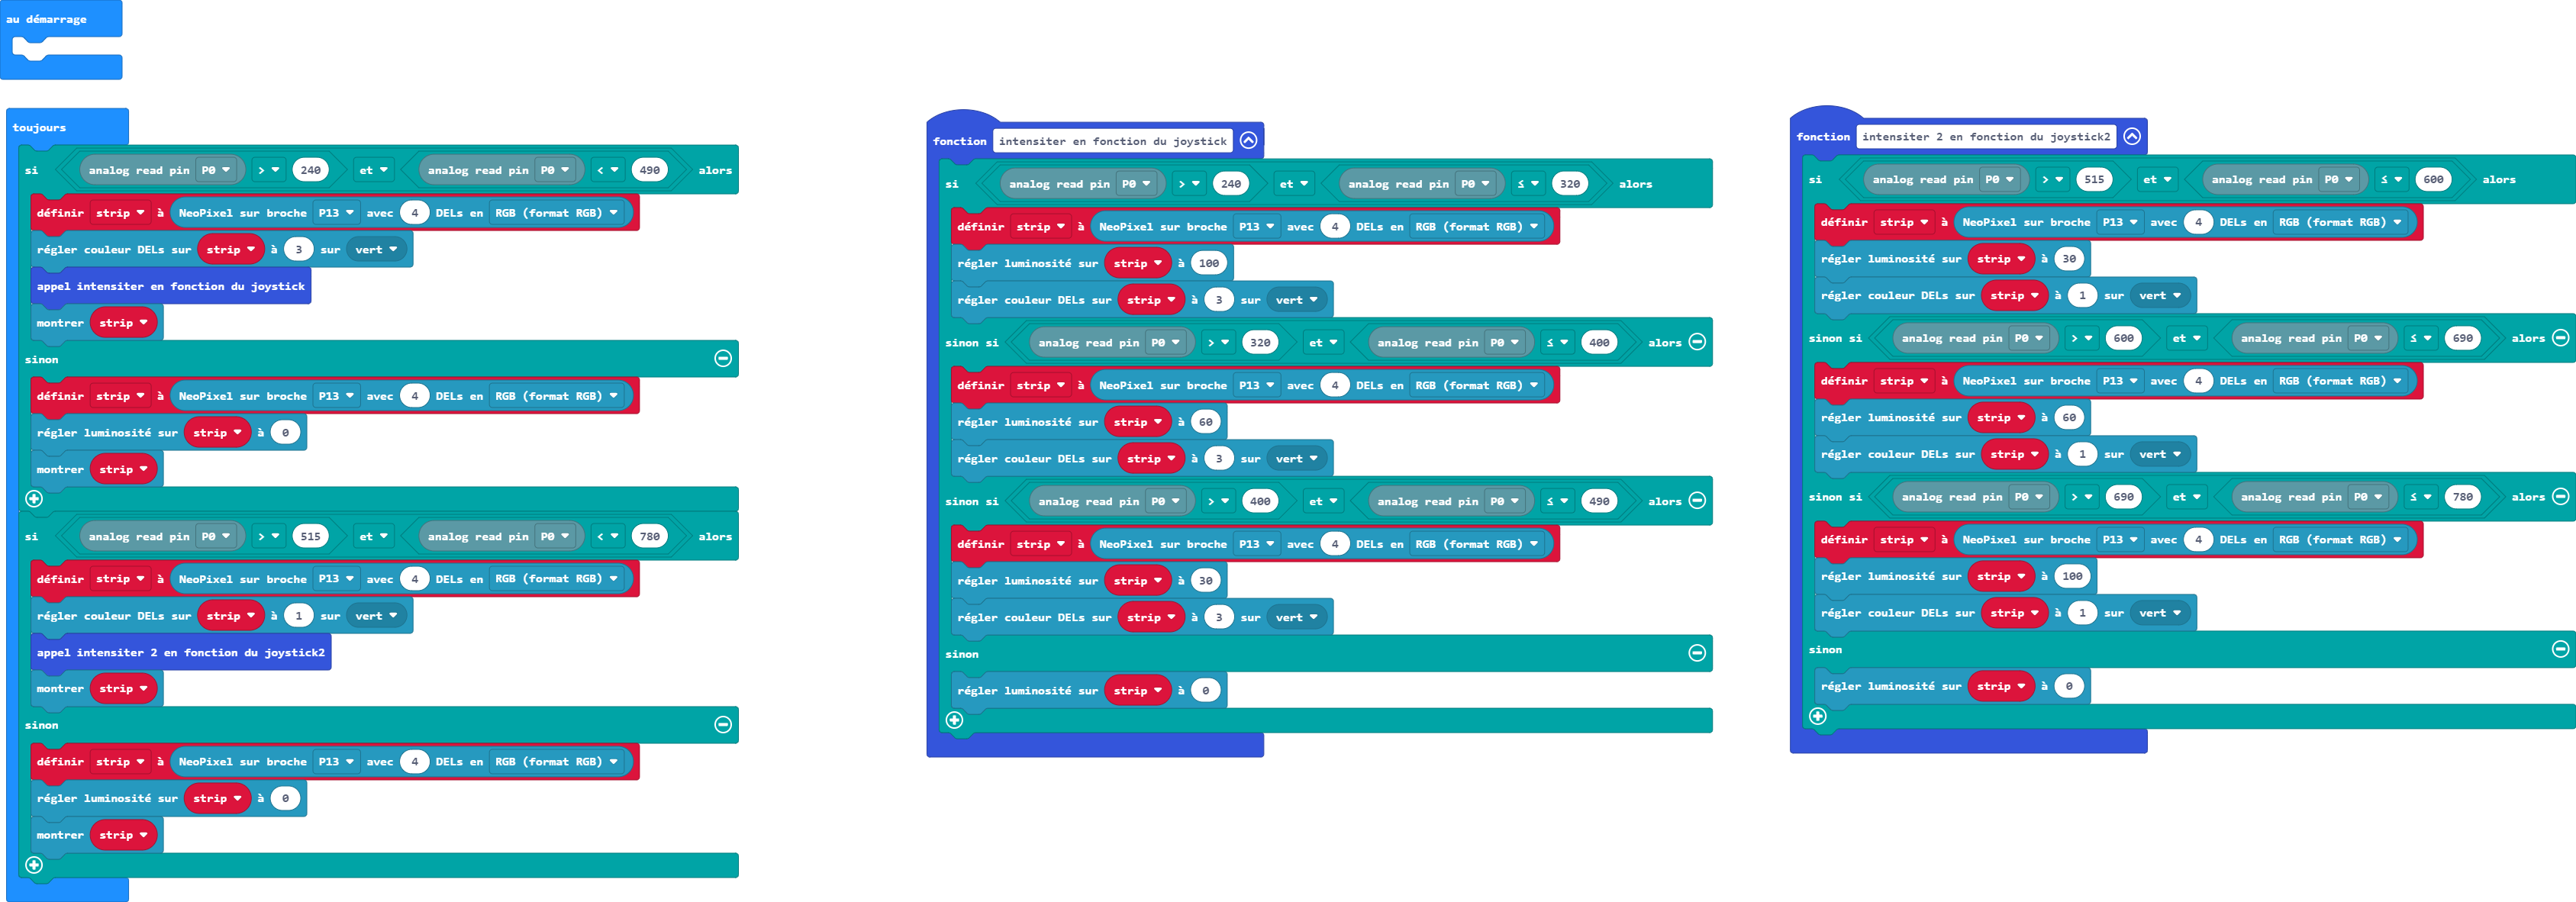 au démarrage
toujours
si analog read pin P0 > 240 et analog read pin P0 < 490 alors
définir strip à NeoPixel sur broche P13 avec 4 DELs en RGB (format RGB)
régler couleur DELs sur strip à 3 sur vert
appel intensiter en fonction du joystick
montrer strip
sinon
définir strip à NeoPixel sur broche P13 avec 4 DELs en RGB (format RGB)
régler luminosité sur strip à 0
montrer strip
si analog read pin P0 > 515 et analog read pin P0 < 780 alors
définir strip à NeoPixel sur broche P13 avec 4 DELs en RGB (format RGB)
régler couleur DELs sur strip à 1 sur vert
appel intensiter 2 en fonction du joystick2
montrer strip
sinon
définir strip à NeoPixel sur broche P13 avec 4 DELs en RGB (format RGB)
régler luminosité sur strip à 0
montrer strip
fonction intensiter en fonction du joystick
si analog read pin P0 > 240 et analog read pin P0 ≤ 320 alors
définir strip à NeoPixel sur broche P13 avec 4 DELs en RGB (format RGB)
régler luminosité sur strip à 100
régler couleur DELs sur strip à 3 sur vert
sinon si analog read pin P0 > 320 et analog read pin P0 ≤ 400 alors
définir strip à NeoPixel sur broche P13 avec 4 DELs en RGB (format RGB)
régler luminosité sur strip à 60
régler couleur DELs sur strip à 3 sur vert
sinon si analog read pin P0 > 400 et analog read pin P0 ≤ 490 alors
définir strip à NeoPixel sur broche P13 avec 4 DELs en RGB (format RGB)
régler luminosité sur strip à 30
régler couleur DELs sur strip à 3 sur vert
sinon
régler luminosité sur strip à 0
fonction intensiter 2 en fonction du joystick2
si analog read pin P0 > 515 et analog read pin P0 ≤ 600 alors
définir strip à NeoPixel sur broche P13 avec 4 DELs en RGB (format RGB)
régler luminosité sur strip à 30
régler couleur DELs sur strip à 1 sur vert
sinon si analog read pin P0 > 600 et analog read pin P0 ≤ 690 alors
définir strip à NeoPixel sur broche P13 avec 4 DELs en RGB (format RGB)
régler luminosité sur strip à 60
régler couleur DELs sur strip à 1 sur vert
sinon si analog read pin P0 > 690 et analog read pin P0 ≤ 780 alors
définir strip à NeoPixel sur broche P13 avec 4 DELs en RGB (format RGB)
régler luminosité sur strip à 100
régler couleur DELs sur strip à 1 sur vert
sinon
régler luminosité sur strip à 0